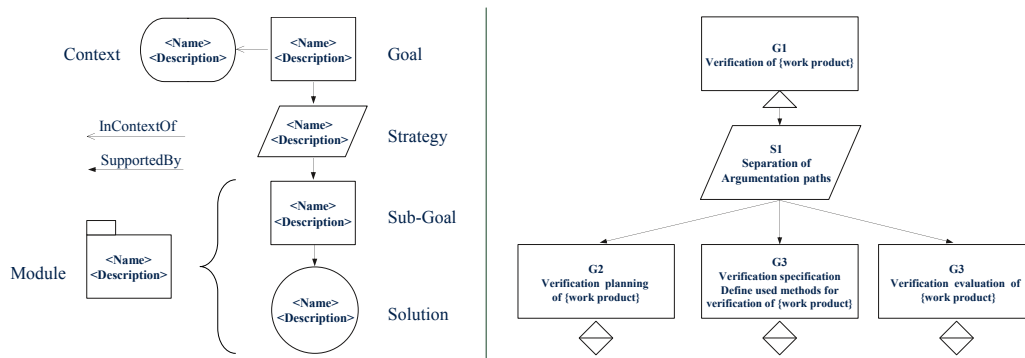 Context
<Name>
<Description>
<Name>
<Description>
Goal
InContextOf
<Name>
<Description>
Strategy
SupportedBy
<Name>
<Description>
Sub-Goal
Module
<Name>
<Description>
<Name>
<Description>
Solution
G1
Verification of {work product}
S1
Separation of
Argumentation paths
G2
Verification planning
of {work product}
G3
Verification specification
Define used methods for
verification of {work product}
G3
Verification evaluation of
{work product}